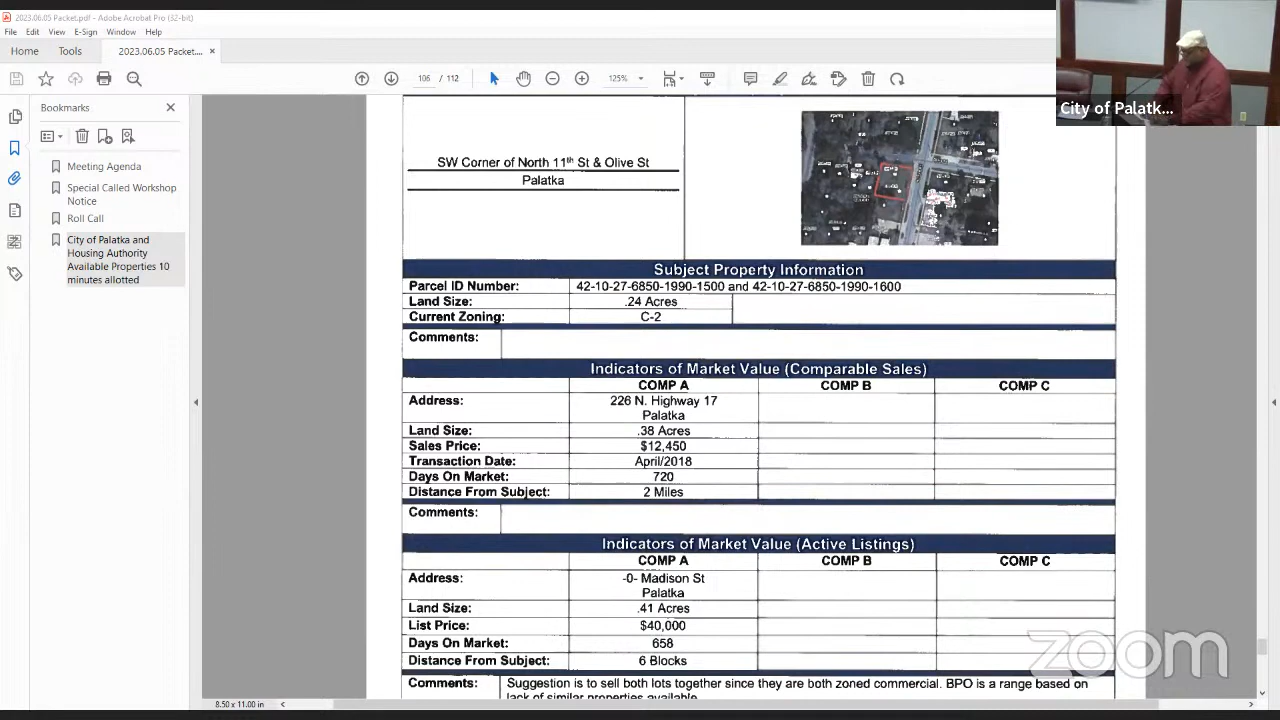 2023.06.05 Packet.pdf - Adobe Acrobat Pro (32-bit)
File Edit View E-Sign Window Help
Home Tools 2023.06.05 Packet.... ×
106 / 112 125%
Bookmarks
Meeting Agenda
Special Called Workshop
Notice
Roll Call
City of Palatka and
Housing Authority
Available Properties 10
minutes allotted
City of Palatk...
SW Corner of North 11th St & Olive St
Palatka
Subject Property Information
Parcel ID Number: 42-10-27-6850-1990-1500 and 42-10-27-6850-1990-1600
Land Size: .24 Acres
Current Zoning: C-2
Comments:
Indicators of Market Value (Comparable Sales)
COMP A COMP B COMP C
Address: 226 N. Highway 17
Palatka
Land Size: .38 Acres
Sales Price: $12,450
Transaction Date: April/2018
Days On Market: 720
Distance From Subject: 2 Miles
Comments:
Indicators of Market Value (Active Listings)
COMP A COMP B COMP C
Address: -0- Madison St
Palatka
Land Size: .41 Acres
List Price: $40,000
Days On Market: 658
Distance From Subject: 6 Blocks
Comments: Suggestion is to sell both lots together since they are both zoned commercial. BPO is a range based on
lack of similar properties available
zoom
8.50 x 11.00 in